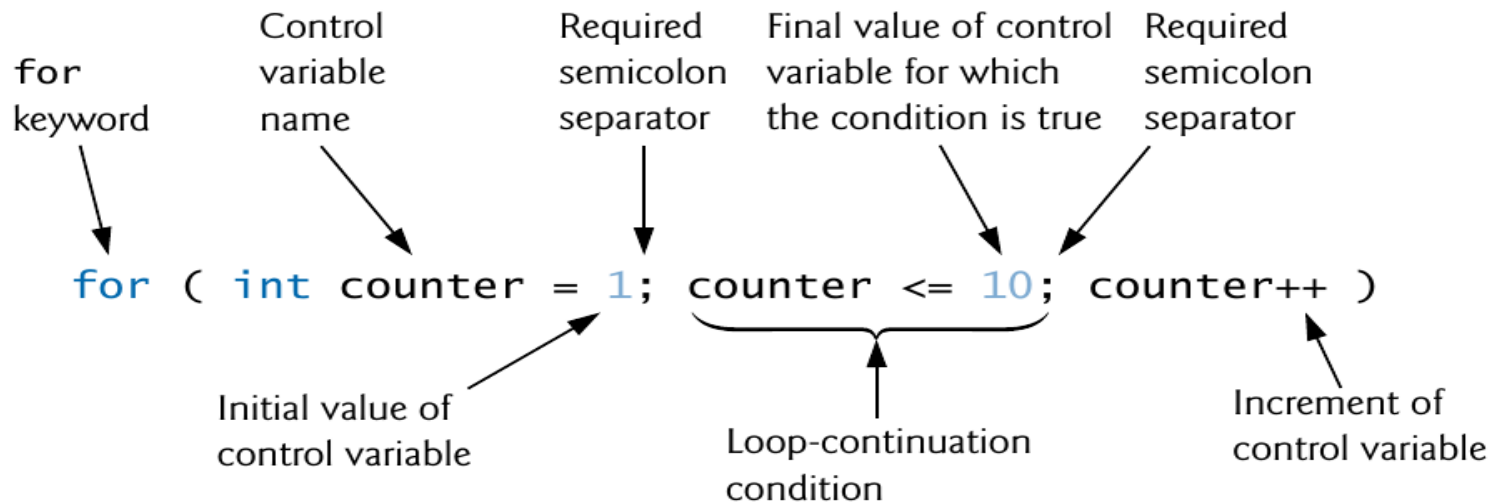 for
keyword
Control
variable
name
Required
semicolon
separator
Final value of control
variable for which
the condition is true
Required
semicolon
separator
for ( int counter = 1; counter <= 10; counter++ )
Initial value of
control variable
Loop-continuation
condition
Increment of
control variable